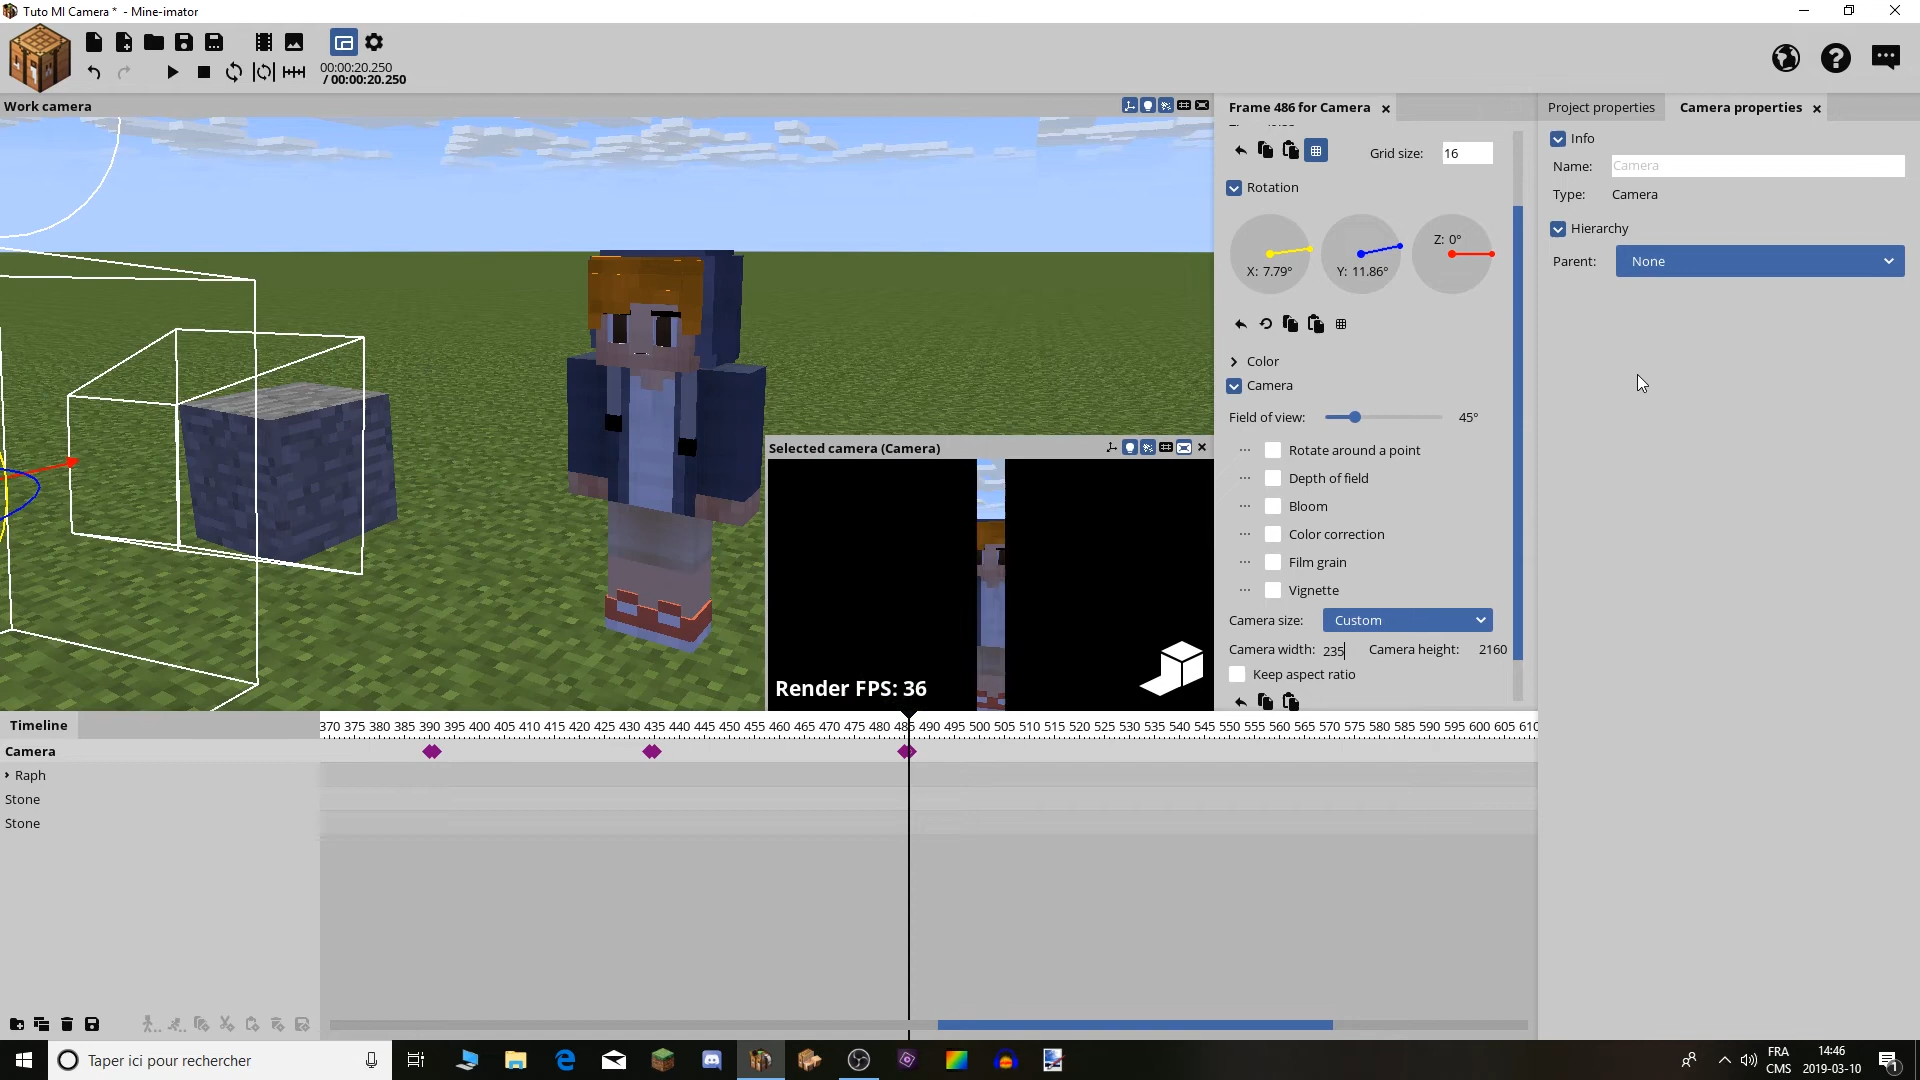 Tuto MI Camera * - Mine-imator
00:00:20.250
/ 00:00:20.250
Work camera
Frame 486 for Camera
Project properties
Camera properties
Grid size: 16
Rotation
X: 7.79°
Y: 11.86°
Z: 0°
Color
Camera
Field of view: 45°
Rotate around a point
Depth of field
Bloom
Color correction
Film grain
Vignette
Camera size: Custom
Camera width: 235
Camera height: 2160
Keep aspect ratio
Info
Name: Camera
Type: Camera
Hierarchy
Parent: None
Selected camera (Camera)
Render FPS: 36
Timeline
370 375 380 385 390 395 400 405 410 415 420 425 430 435 440 445 450 455 460 465 470 475 480 485 490 495 500 505 510 515 520 525 530 535 540 545 550 555 560 565 570 575 580 585 590 595 600 605 610
Camera
Raph
Stone
Stone
Taper ici pour rechercher
FRA
CMS
14:46
2019-03-10
1